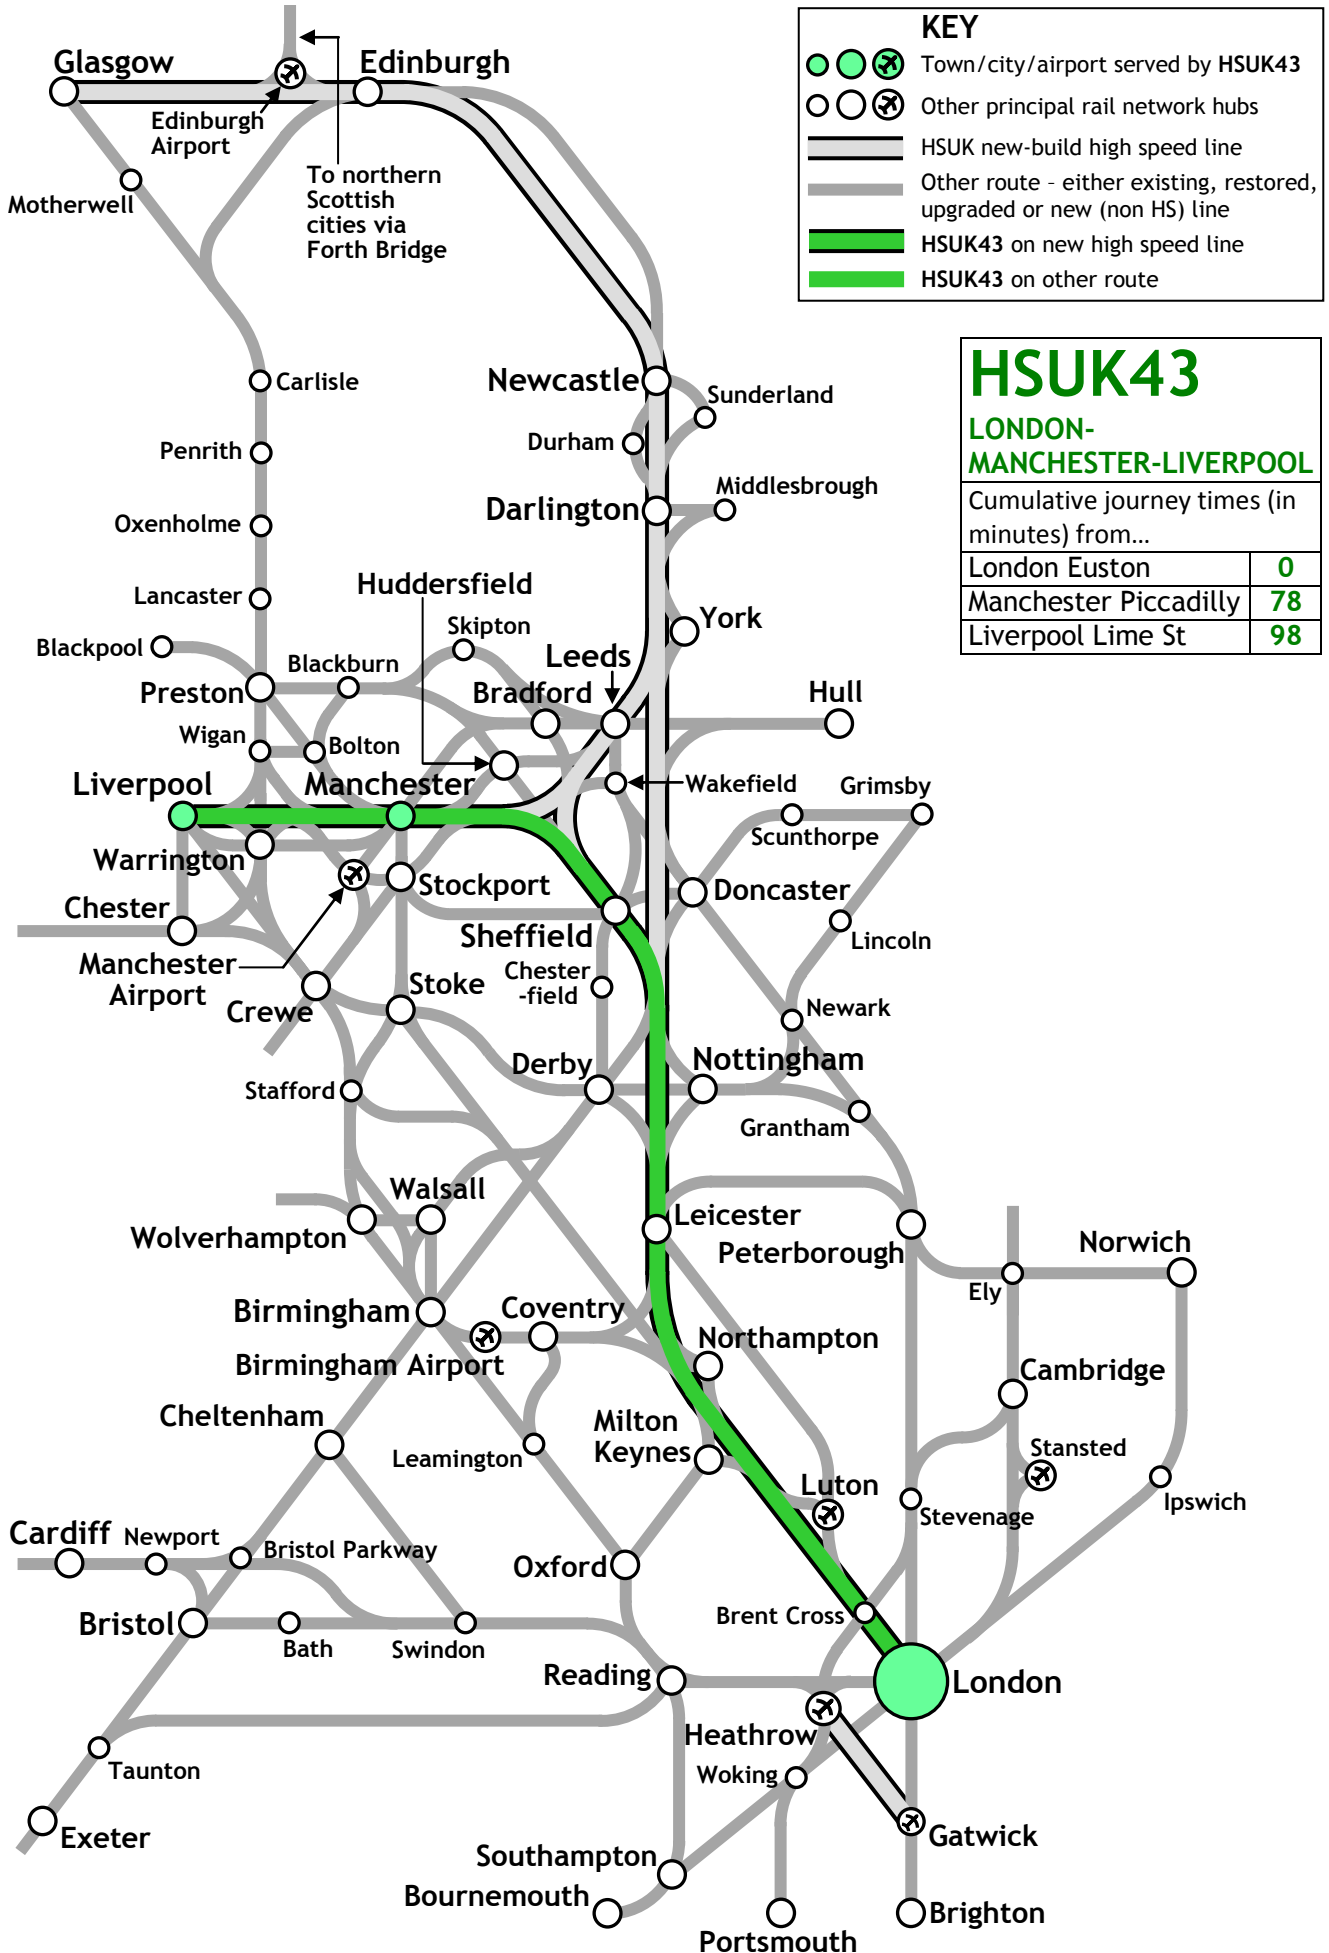 KEY
Town/city/airport served by HSUK43
Other principal rail network hubs
HSUK new-build high speed line
Other route - either existing, restored,
upgraded or new (non HS) line
HSUK43 on new high speed line
HSUK43 on other route
HSUK43
LONDON-
MANCHESTER-LIVERPOOL
Cumulative journey times (in
minutes) from...
London Euston 0
Manchester Piccadilly 78
Liverpool Lime St 98
Glasgow
Edinburgh
Edinburgh
Airport
To northern
Scottish
cities via
Forth Bridge
Motherwell
Carlisle
Newcastle
Sunderland
Durham
Penrith
Middlesbrough
Darlington
Oxenholme
Huddersfield
Lancaster
York
Skipton
Blackpool
Leeds
Blackburn
Preston
Bradford
Hull
Wigan
Bolton
Liverpool
Manchester
Wakefield
Grimsby
Scunthorpe
Warrington
Stockport
Doncaster
Chester
Sheffield
Lincoln
Manchester
Airport
Chester
-field
Stoke
Crewe
Newark
Derby
Nottingham
Stafford
Grantham
Walsall
Leicester
Wolverhampton
Peterborough
Norwich
Ely
Birmingham
Coventry
Northampton
Birmingham Airport
Cambridge
Cheltenham
Milton
Keynes
Leamington
Stansted
Luton
Ipswich
Stevenage
Cardiff
Newport
Bristol Parkway
Oxford
Bristol
Brent Cross
Bath
Swindon
Reading
London
Heathrow
Taunton
Woking
Exeter
Gatwick
Southampton
Bournemouth
Brighton
Portsmouth